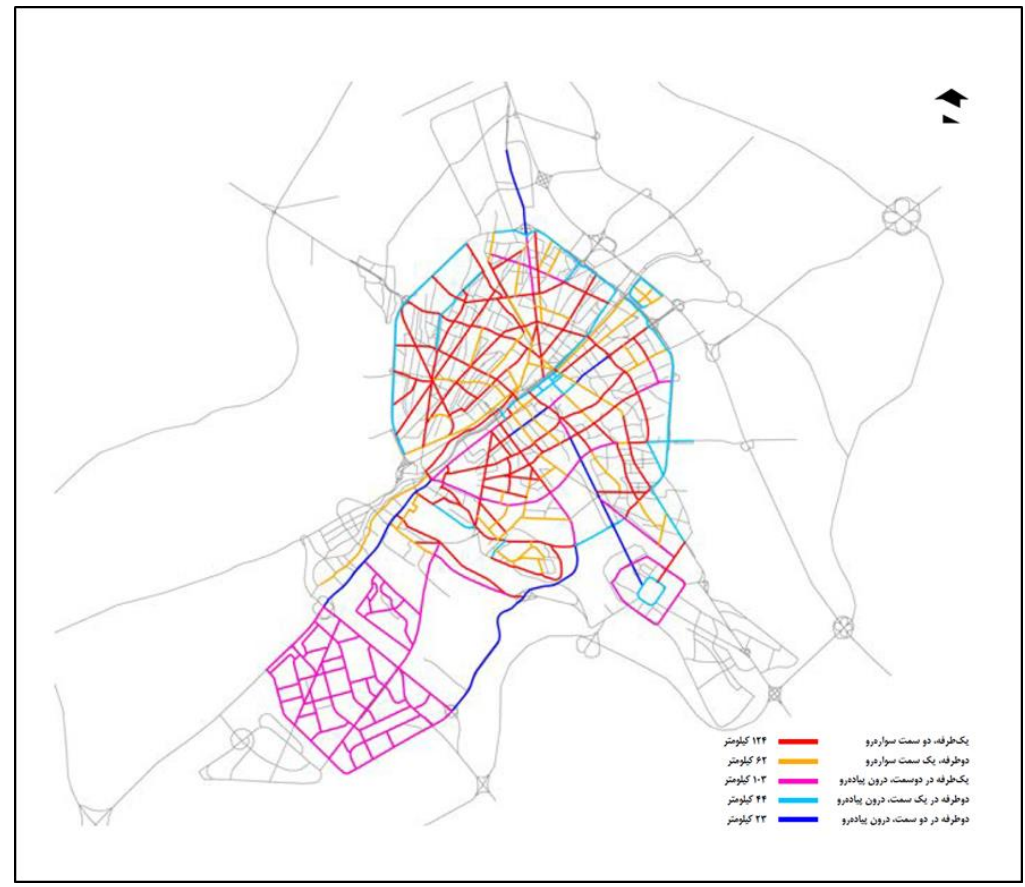 یک‌طرفه، دو سمت سواره‌رو ۱۲۴ کیلومتر
دوطرفه، یک سمت سواره‌رو ۶۲ کیلومتر
یک‌طرفه در دوسمت، درون پیاده‌رو ۱۰۳ کیلومتر
دوطرفه در یک سمت، درون پیاده‌رو ۴۴ کیلومتر
دوطرفه در دو سمت، درون پیاده‌رو ۲۳ کیلومتر